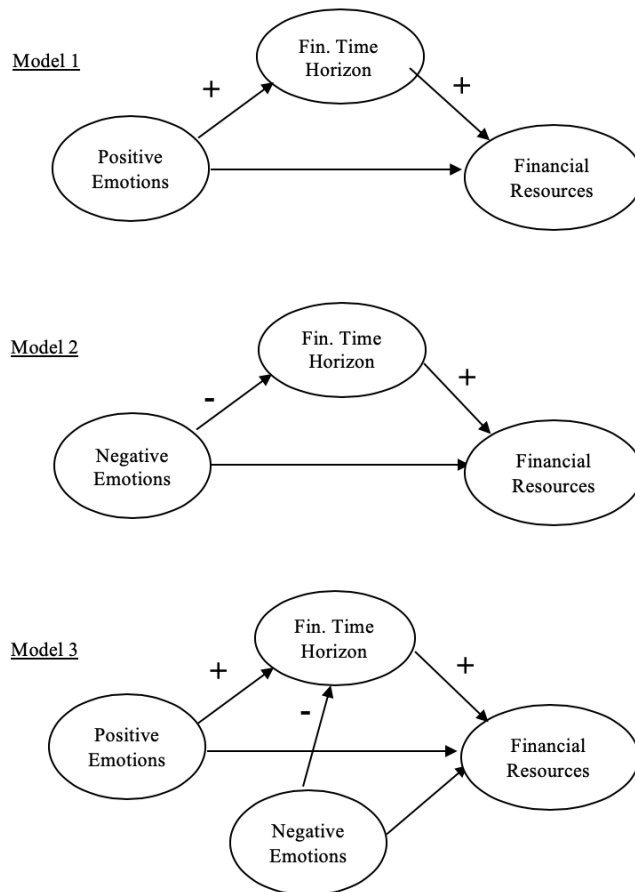 Model 1
Fin. Time
Horizon
+
+
Positive
Emotions
Financial
Resources
Model 2
Fin. Time
Horizon
-
+
Negative
Emotions
Financial
Resources
Model 3
Fin. Time
Horizon
+
-
+
Positive
Emotions
Financial
Resources
Negative
Emotions